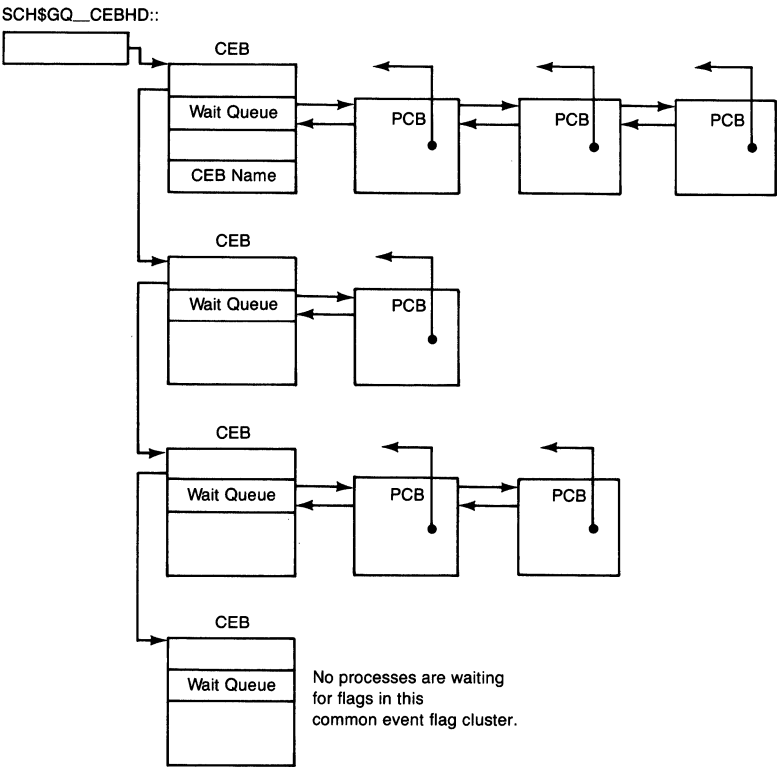 SCH$GQ__CEBHD::
CEB
Wait Queue
CEB Name
PCB
PCB
PCB
CEB
Wait Queue
PCB
CEB
Wait Queue
PCB
PCB
CEB
Wait Queue
No processes are waiting
for flags in this
common event flag cluster.